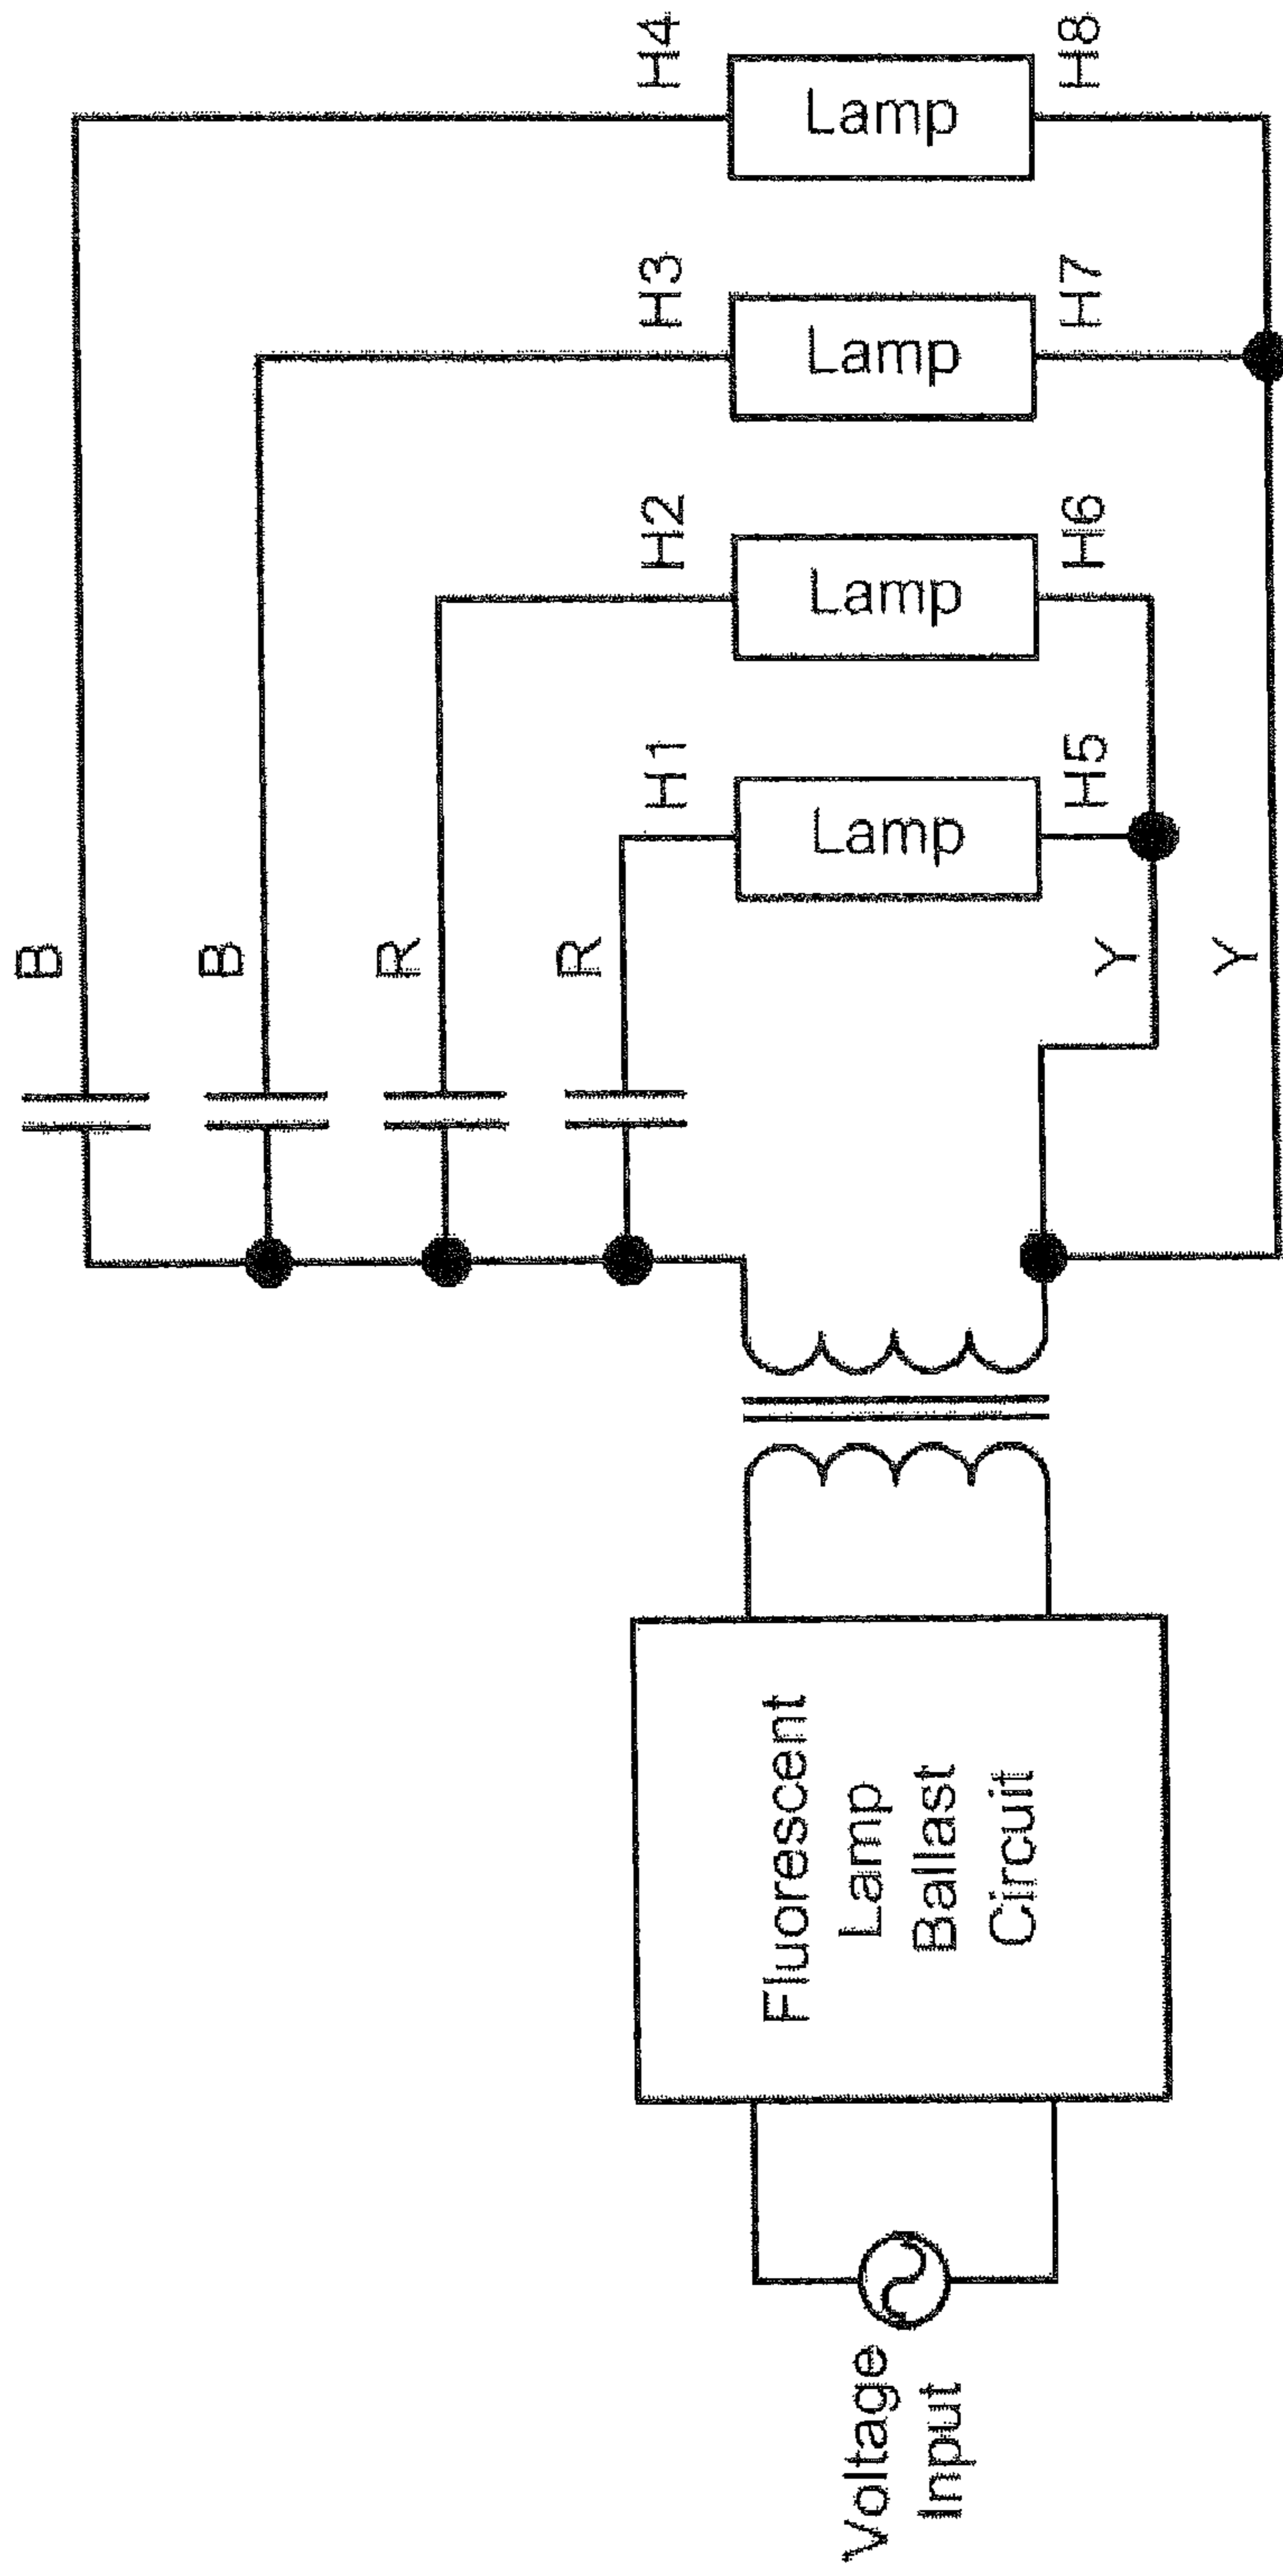 Voltage
Input
Fluorescent
Lamp
Ballast
Circuit
B
B
R
R
Y
Y
H1
Lamp
H5
H2
Lamp
H6
H3
Lamp
H7
H4
Lamp
H8